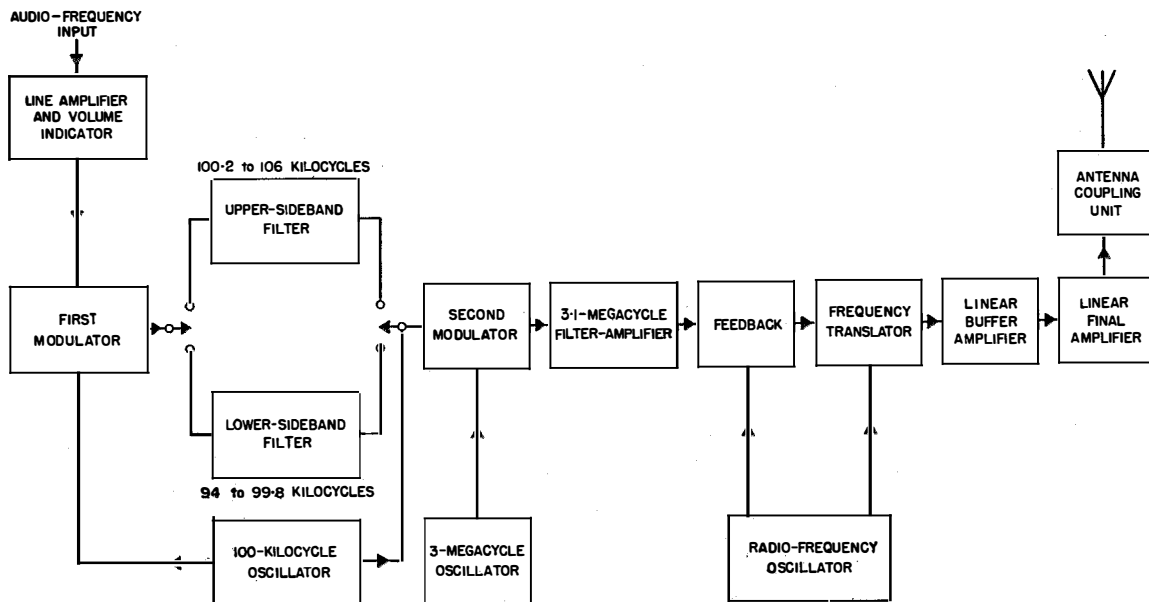 AUDIO-FREQUENCY
INPUT
LINE AMPLIFIER
AND VOLUME
INDICATOR
100·2 to 106 KILOCYCLES
UPPER-SIDEBAND
FILTER
ANTENNA
COUPLING
UNIT
FIRST
MODULATOR
SECOND
MODULATOR
3·1-MEGACYCLE
FILTER-AMPLIFIER
FEEDBACK
FREQUENCY
TRANSLATOR
LINEAR
BUFFER
AMPLIFIER
LINEAR
FINAL
AMPLIFIER
LOWER-SIDEBAND
FILTER
94 to 99·8 KILOCYCLES
100-KILOCYCLE
OSCILLATOR
3-MEGACYCLE
OSCILLATOR
RADIO-FREQUENCY
OSCILLATOR